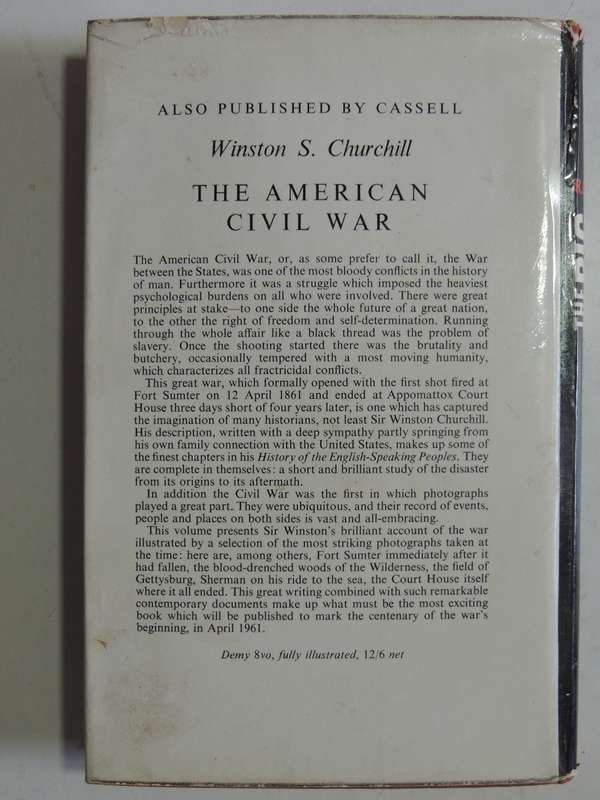 ALSO PUBLISHED BY CASSELL
Winston S. Churchill
THE AMERICAN
CIVIL WAR
The American Civil War, or, as some prefer to call it, the War
between the States, was one of the most bloody conflicts in the history
of man. Furthermore it was a struggle which imposed the heaviest
psychological burdens on all who were involved. There were great
principles at stake—to one side the whole future of a great nation,
to the other the right of freedom and self-determination. Running
through the whole affair like a black thread was the problem of
slavery. Once the shooting started there was the brutality and
butchery, occasionally tempered with a most moving humanity,
which characterizes all fractricidal conflicts.
This great war, which formally opened with the first shot fired at
Fort Sumter on 12 April 1861 and ended at Appomattox Court
House three days short of four years later, is one which has captured
the imagination of many historians, not least Sir Winston Churchill.
His description, written with a deep sympathy partly springing from
his own family connection with the United States, makes up some of
the finest chapters in his History of the English-Speaking Peoples. They
are complete in themselves: a short and brilliant study of the disaster
from its origins to its aftermath.
In addition the Civil War was the first in which photographs
played a great part. They were ubiquitous, and their record of events,
people and places on both sides is vast and all-embracing.
This volume presents Sir Winston's brilliant account of the war
illustrated by a selection of the most striking photographs taken at
the time: here are, among others, Fort Sumter immediately after it
had fallen, the blood-drenched woods of the Wilderness, the field of
Gettysburg, Sherman on his ride to the sea, the Court House itself
where it all ended. This great writing combined with such remarkable
contemporary documents make up what must be the most exciting
book which will be published to mark the centenary of the war's
beginning, in April 1961.
Demy 8vo, fully illustrated, 12/6 net
THE BIG